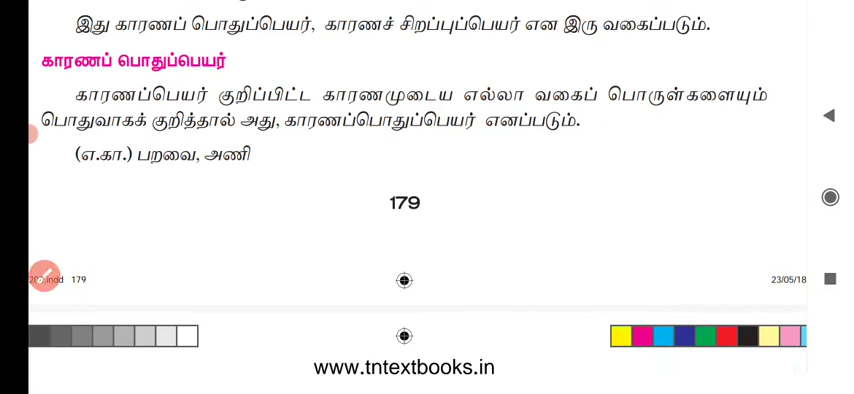 இது காரணப் பொதுப்பெயர், காரணச் சிறப்புப்பெயர் என இரு வகைப்படும்.
காரணப் பொதுப்பெயர்
காரணப்பெயர் குறிப்பிட்ட காரணமுடைய எல்லா வகைப் பொருள்களையும்
பொதுவாகக் குறித்தால் அது, காரணப்பொதுப்பெயர் எனப்படும்.
(எ.கா.) பறவை, அணி
179
.indd 179
23/05/18
www.tntextbooks.in